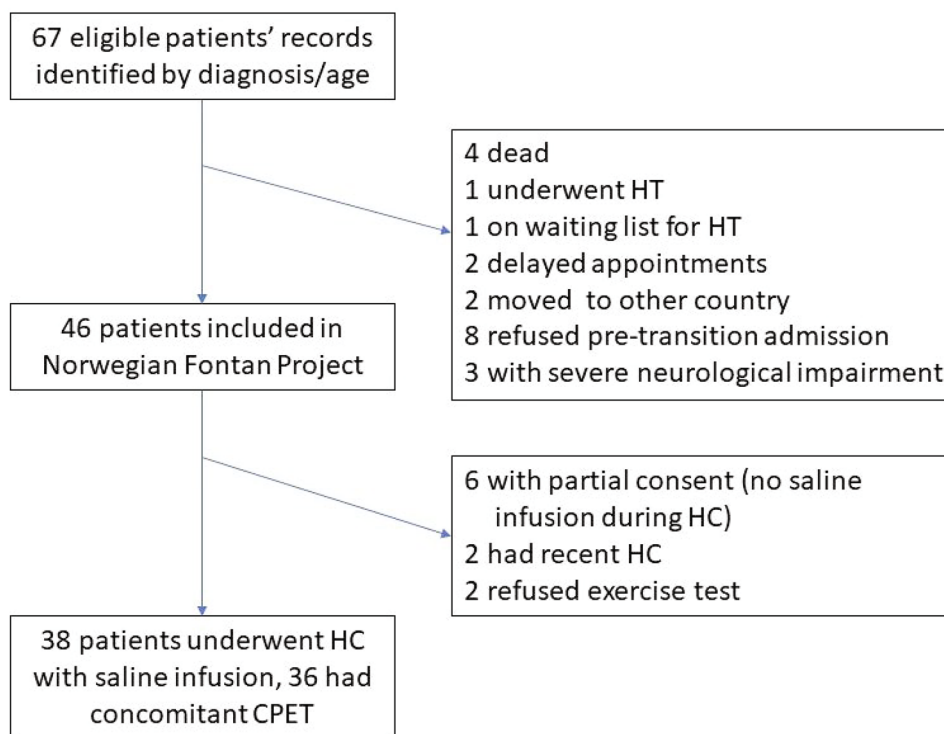 67 eligible patients’ records
identified by diagnosis/age
4 dead
1 underwent HT
1 on waiting list for HT
2 delayed appointments
2 moved to other country
8 refused pre-transition admission
3 with severe neurological impairment
46 patients included in
Norwegian Fontan Project
6 with partial consent (no saline
infusion during HC)
2 had recent HC
2 refused exercise test
38 patients underwent HC
with saline infusion, 36 had
concomitant CPET